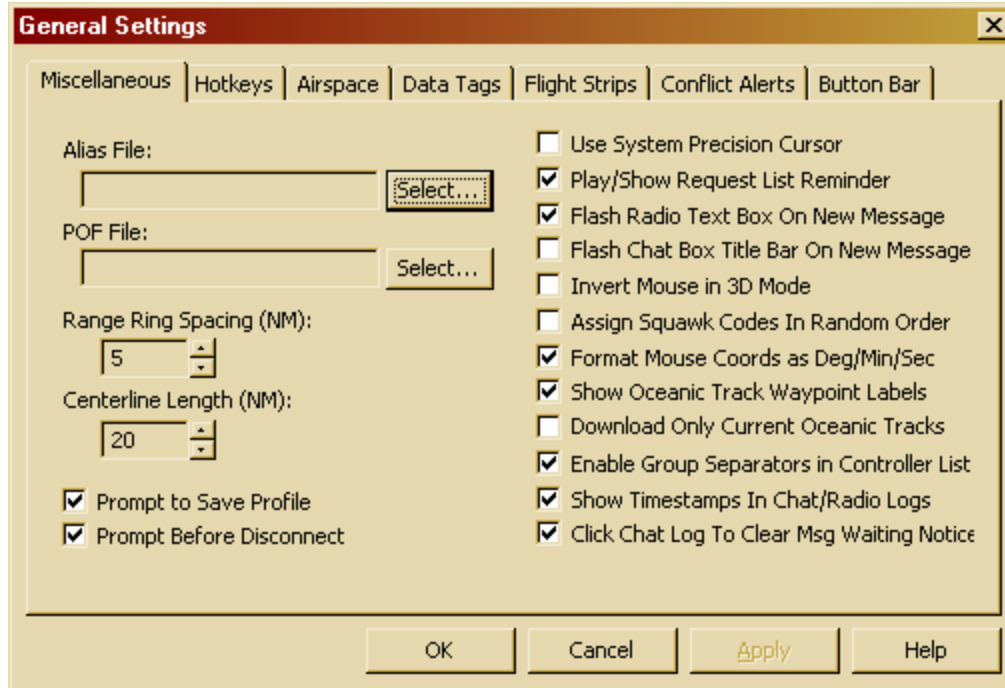 General Settings
Miscellaneous Hotkeys Airspace Data Tags Flight Strips Conflict Alerts Button Bar
Alias File:
Select...
POF File:
Select...
Range Ring Spacing (NM):
5
Centerline Length (NM):
20
Prompt to Save Profile
Prompt Before Disconnect
Use System Precision Cursor
Play/Show Request List Reminder
Flash Radio Text Box On New Message
Flash Chat Box Title Bar On New Message
Invert Mouse in 3D Mode
Assign Squawk Codes In Random Order
Format Mouse Coords as Deg/Min/Sec
Show Oceanic Track Waypoint Labels
Download Only Current Oceanic Tracks
Enable Group Separators in Controller List
Show Timestamps In Chat/Radio Logs
Click Chat Log To Clear Msg Waiting Notice
OK Cancel Apply Help